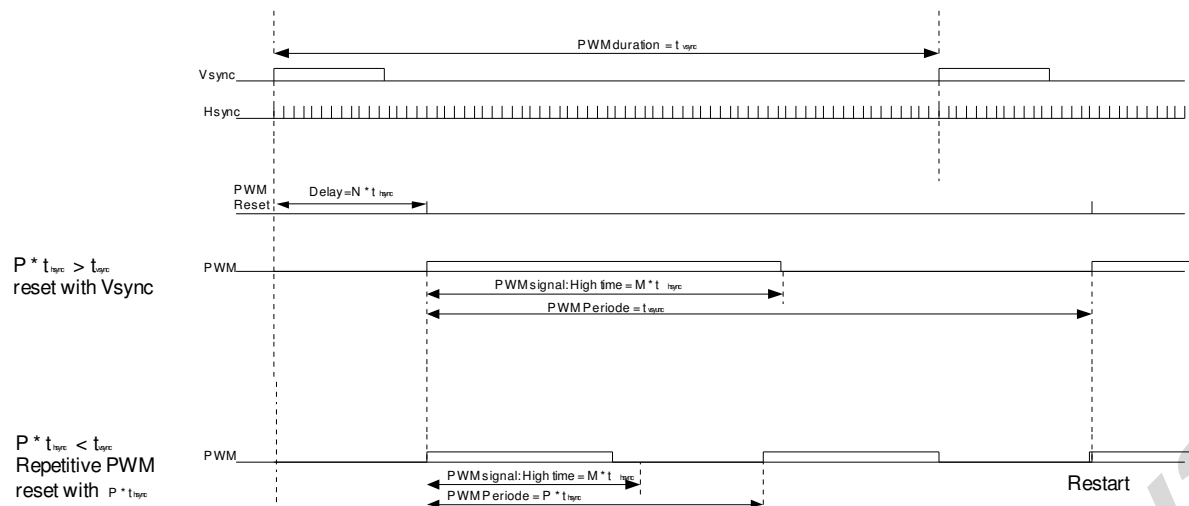 PWM duration = t vsync
Vsync
Hsync
PWM
Reset
Delay=N * t hsync
P * t hsync > t vsync
reset with Vsync
PWM
PWM signal: High time = M * t hsync
PWM Periode = t vsync
P * t hsync < t vsync
Repetitive PWM
reset with P * t hsync
PWM
PWM signal: High time = M * t hsync
PWM Periode = P * t hsync
Restart